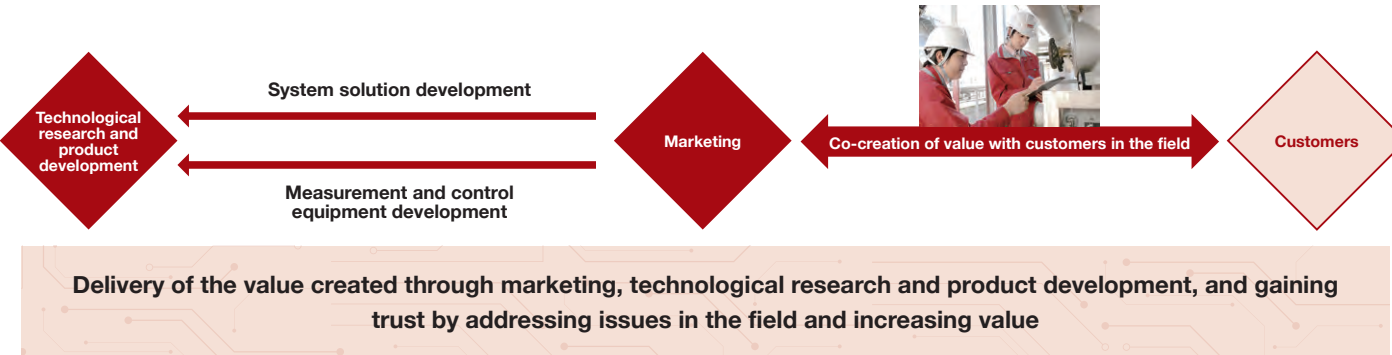 System solution development
Technological
research and
product
development
Marketing
Co-creation of value with customers in the field
Customers
Measurement and control
equipment development
Delivery of the value created through marketing, technological research and product development, and gaining
trust by addressing issues in the field and increasing value